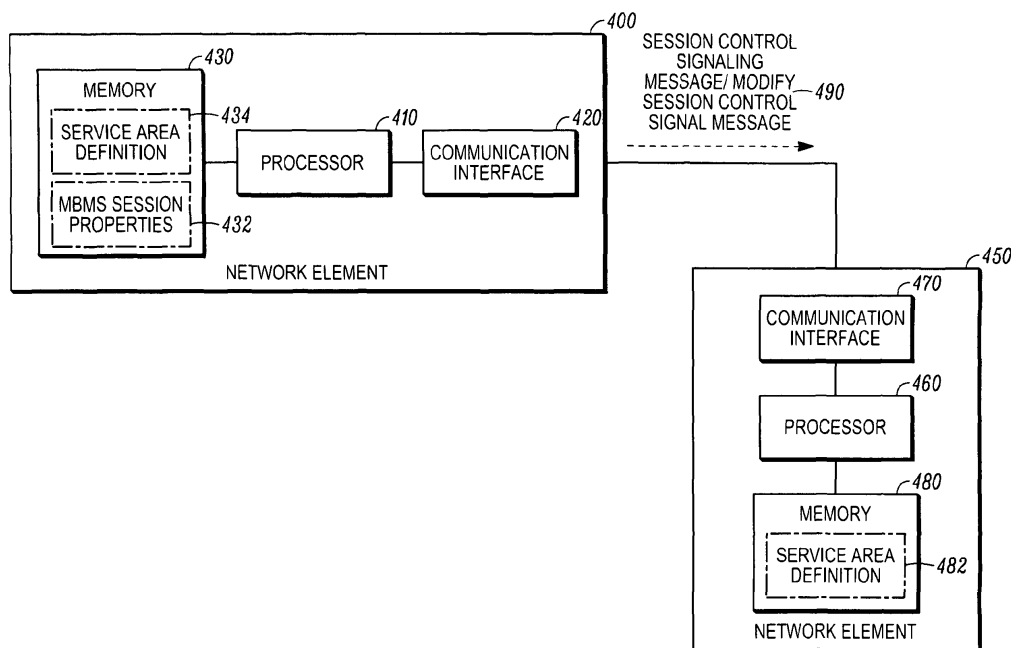 400
430
MEMORY
434
SERVICE AREA
DEFINITION
MBMS SESSION
PROPERTIES
432
410
PROCESSOR
420
COMMUNICATION
INTERFACE
NETWORK ELEMENT
SESSION CONTROL
SIGNALING
MESSAGE/ MODIFY
SESSION CONTROL
SIGNAL MESSAGE
490
450
470
COMMUNICATION
INTERFACE
460
PROCESSOR
480
MEMORY
SERVICE AREA
DEFINITION
482
NETWORK ELEMENT